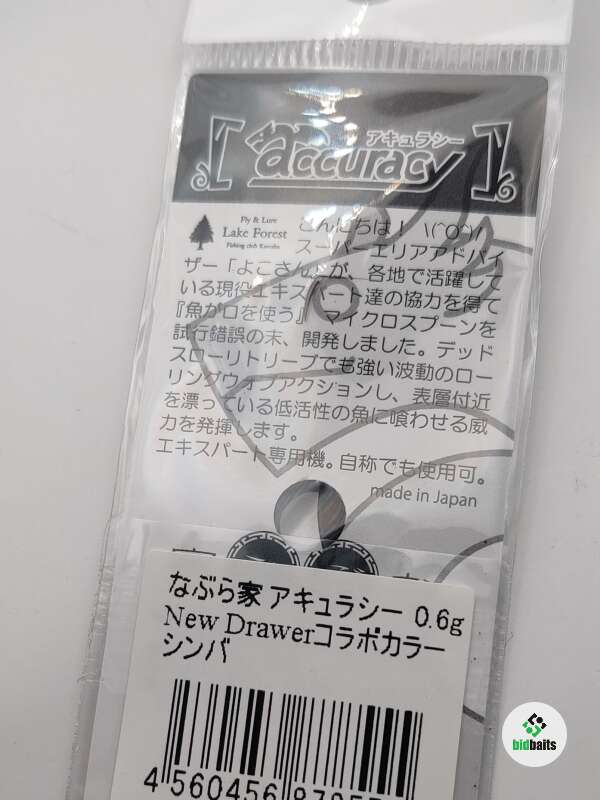 アキュラシー
accuracy
Fly & Lure
Lake Forest
Fishing club Kansha
こんにちは！ \(^O^)/
スーパーエリアアドバイ
ザー「よこさん」が、各地で活躍して
いる現役エキスパート達の協力を得て
『魚が口を使う』マイクロスプーンを
試行錯誤の末、開発しました。デッド
スローリトリーブでも強い波動のロー
リングウォブアクションし、表層付近
を漂っている低活性の魚に喰わせる威
力を発揮します。
エキスパート専用機。自称でも使用可。
made in Japan
なぶら家 アキュラシー 0.6g
New Drawerコラボカラー
シンバ
4 560456
bidbaits